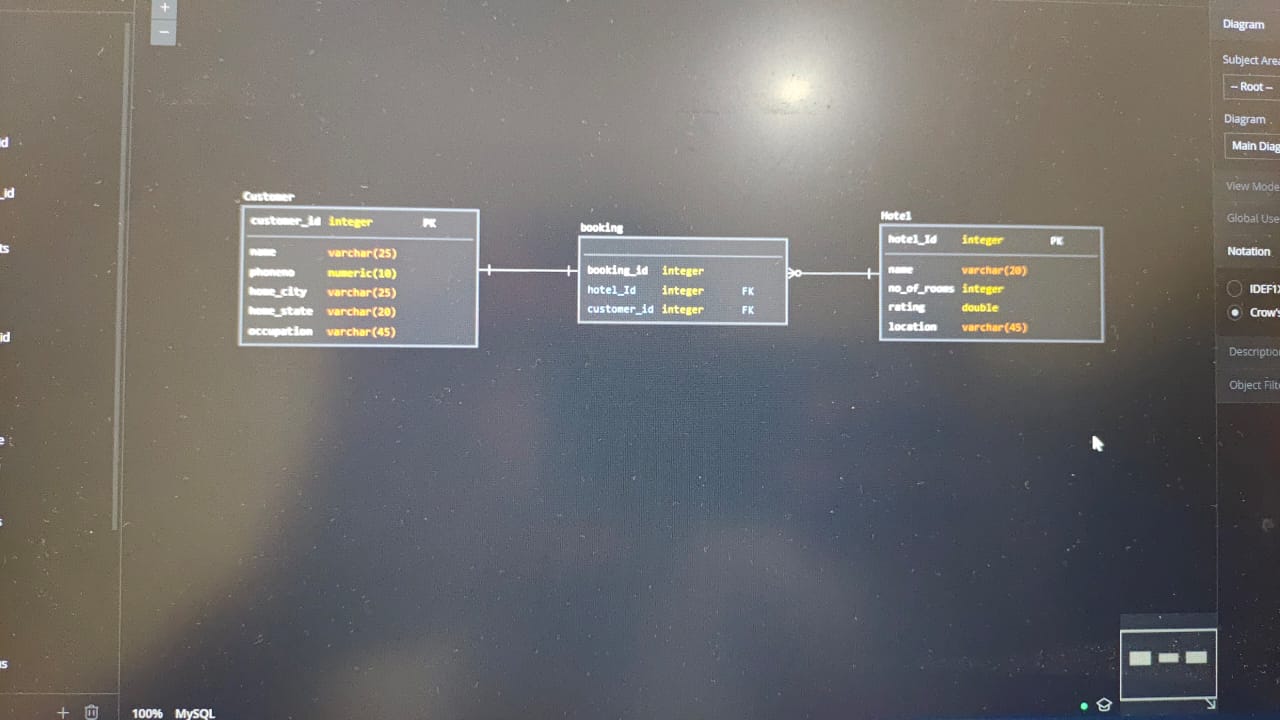 +
−
Diagram
Subject Area
-- Root --
Diagram
Main Diag
View Mode
Global Use
Notation
IDEF1X
Crow's
Descriptio
Object Filte
id
_id
ts
id
e
s
us
Customer
customer_id integer PK
name varchar(25)
phoneno numeric(10)
home_city varchar(25)
home_state varchar(20)
occupation varchar(45)
booking
booking_id integer
hotel_Id integer FK
customer_id integer FK
Hotel
hotel_Id integer PK
name varchar(20)
no_of_rooms integer
rating double
location varchar(45)
+
100% MySQL